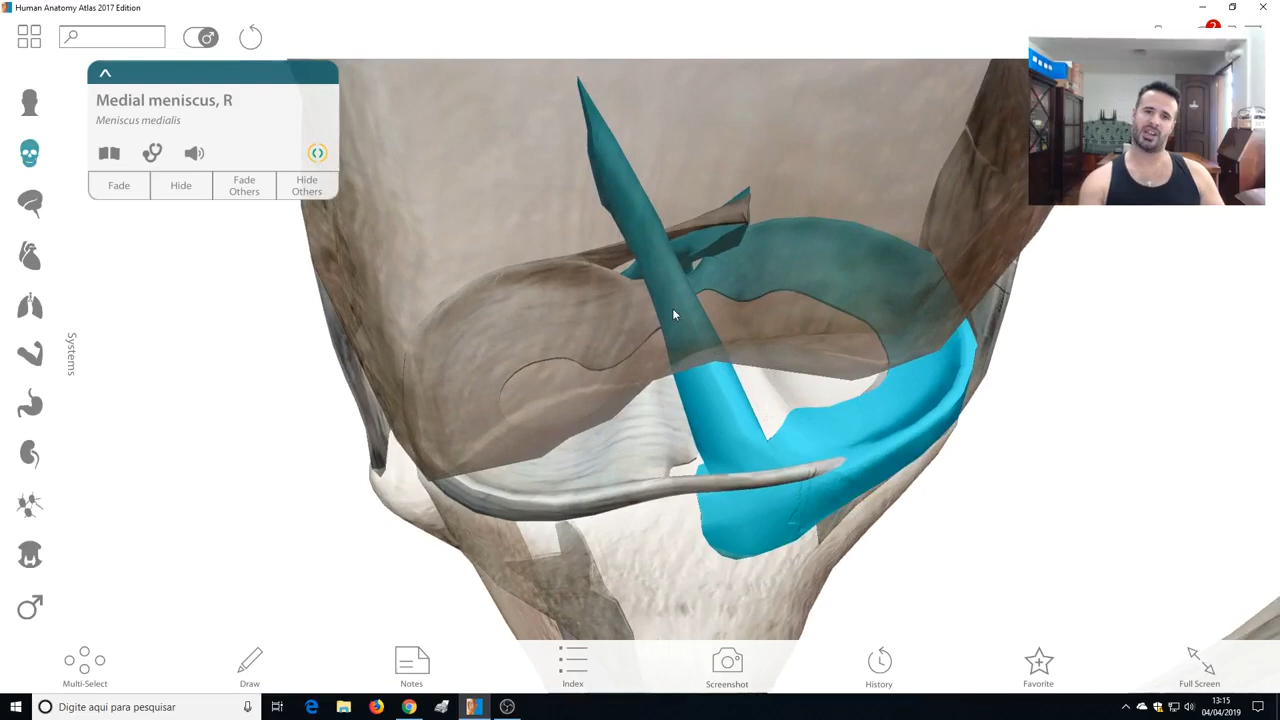 Human Anatomy Atlas 2017 Edition
2
Medial meniscus, R
Meniscus medialis
Fade
Hide
Fade Others
Hide Others
Systems
Multi-Select
Draw
Notes
Index
Screenshot
History
Favorite
Full Screen
Digite aqui para pesquisar
13:15
04/04/2019